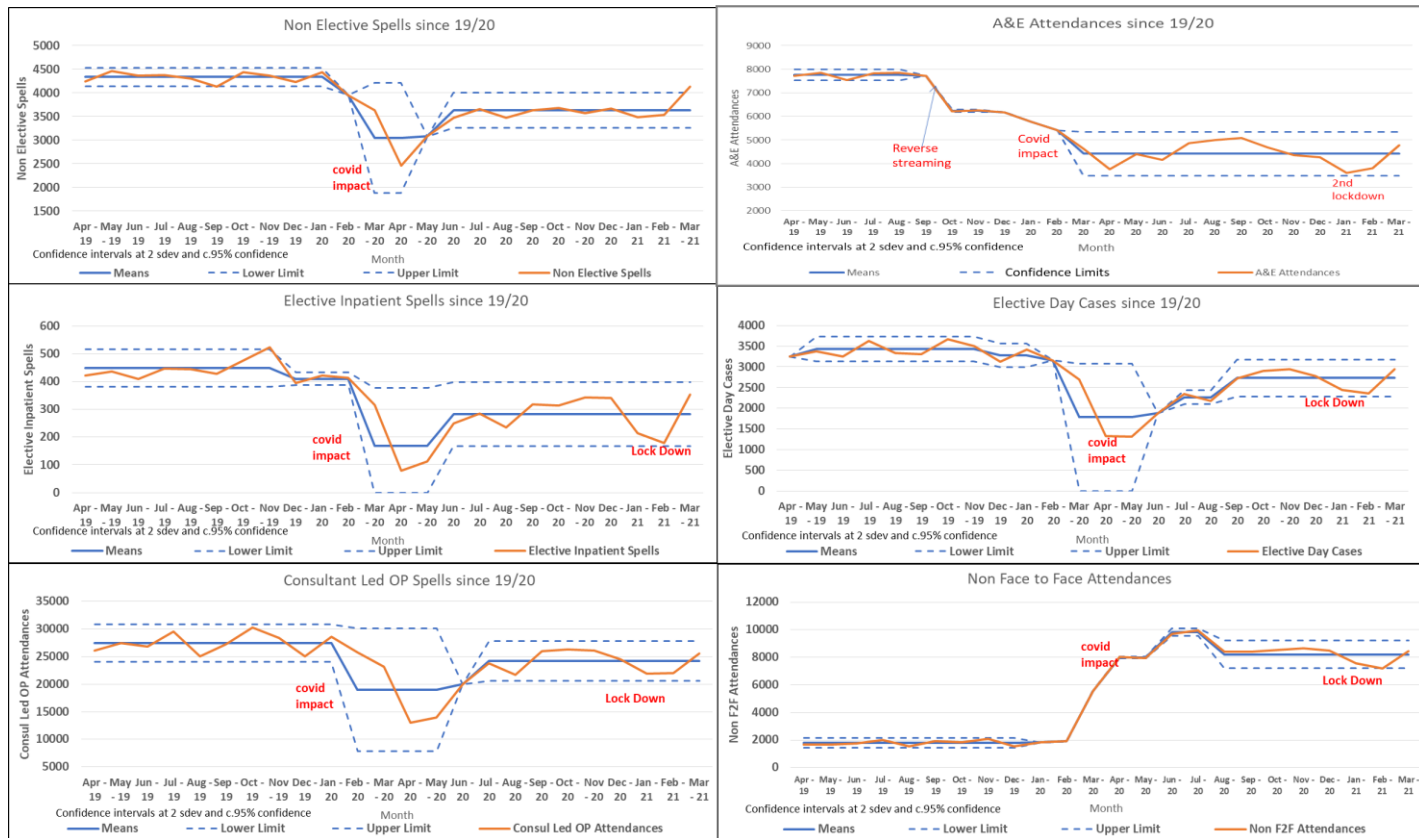 Non Elective Spells since 19/20
5000
4500
4000
3500
3000
2500
2000
1500
Non Elective Spells
covid
impact
Apr - May Jun - Jul - Aug - Sep - Oct - Nov Dec - Jan - Feb - Mar Apr - May Jun - Jul - Aug - Sep - Oct - Nov Dec - Jan - Feb - Mar
19 - 19 19 19 19 19 19 - 19 19 20 20 - 20 20 - 20 20 20 20 20 20 - 20 20 21 21 - 21
Confidence intervals at 2 sdev and c.95% confidence
Month
Means Lower Limit Upper Limit Non Elective Spells
A&E Attendances since 19/20
9000
8000
7000
6000
5000
4000
3000
2000
A&E Attendances
Reverse
streaming
Covid
impact
2nd
lockdown
Apr - May Jun - Jul - Aug - Sep - Oct - Nov Dec - Jan - Feb - Mar Apr - May Jun - Jul - Aug - Sep - Oct - Nov Dec - Jan - Feb - Mar
19 - 19 19 19 19 19 19 - 19 19 20 20 - 20 20 - 20 20 20 20 20 20 - 20 20 21 21 - 21
Confidence intervals at 2 sdev and c.95% confidence
Month
Means Confidence Limits A&E Attendances
Elective Inpatient Spells since 19/20
600
500
400
300
200
100
0
Elective Inpatient Spells
covid
impact
Lock Down
Apr - May Jun - Jul - Aug - Sep - Oct - Nov Dec - Jan - Feb - Mar Apr - May Jun - Jul - Aug - Sep - Oct - Nov Dec - Jan - Feb - Mar
19 - 19 19 19 19 19 19 - 19 19 20 20 - 20 20 - 20 20 20 20 20 20 - 20 20 21 21 - 21
Confidence intervals at 2 sdev and c.95% confidence
Month
Means Lower Limit Upper Limit Elective Inpatient Spells
Elective Day Cases since 19/20
4000
3500
3000
2500
2000
1500
1000
500
0
Elective Day Cases
covid
impact
Lock Down
Apr - May Jun - Jul - Aug - Sep - Oct - Nov Dec - Jan - Feb - Mar Apr - May Jun - Jul - Aug - Sep - Oct - Nov Dec - Jan - Feb - Mar
19 - 19 19 19 19 19 19 - 19 19 20 20 - 20 20 - 20 20 20 20 20 20 - 20 20 21 21 - 21
Confidence intervals at 2 sdev and c.95% confidence
Month
Means Lower Limit Upper Limit Elective Day Cases
Consultant Led OP Spells since 19/20
35000
30000
25000
20000
15000
10000
5000
Consul Led OP Attendances
covid
impact
Lock Down
Apr - May Jun - Jul - Aug - Sep - Oct - Nov Dec - Jan - Feb - Mar Apr - May Jun - Jul - Aug - Sep - Oct - Nov Dec - Jan - Feb - Mar
19 - 19 19 19 19 19 19 - 19 19 20 20 - 20 20 - 20 20 20 20 20 20 - 20 20 21 21 - 21
Confidence intervals at 2 sdev and c.95% confidence
Month
Means Lower Limit Upper Limit Consul Led OP Attendances
Non Face to Face Attendances
12000
10000
8000
6000
4000
2000
0
Non F2F Attendances
covid
impact
Lock Down
Apr - May Jun - Jul - Aug - Sep - Oct - Nov Dec - Jan - Feb - Mar Apr - May Jun - Jul - Aug - Sep - Oct - Nov Dec - Jan - Feb - Mar
19 - 19 19 19 19 19 19 - 19 19 20 20 - 20 20 - 20 20 20 20 20 20 - 20 20 21 21 - 21
Confidence intervals at 2 sdev and c.95% confidence
Month
Means Lower Limit Upper Limit Non F2F Attendances